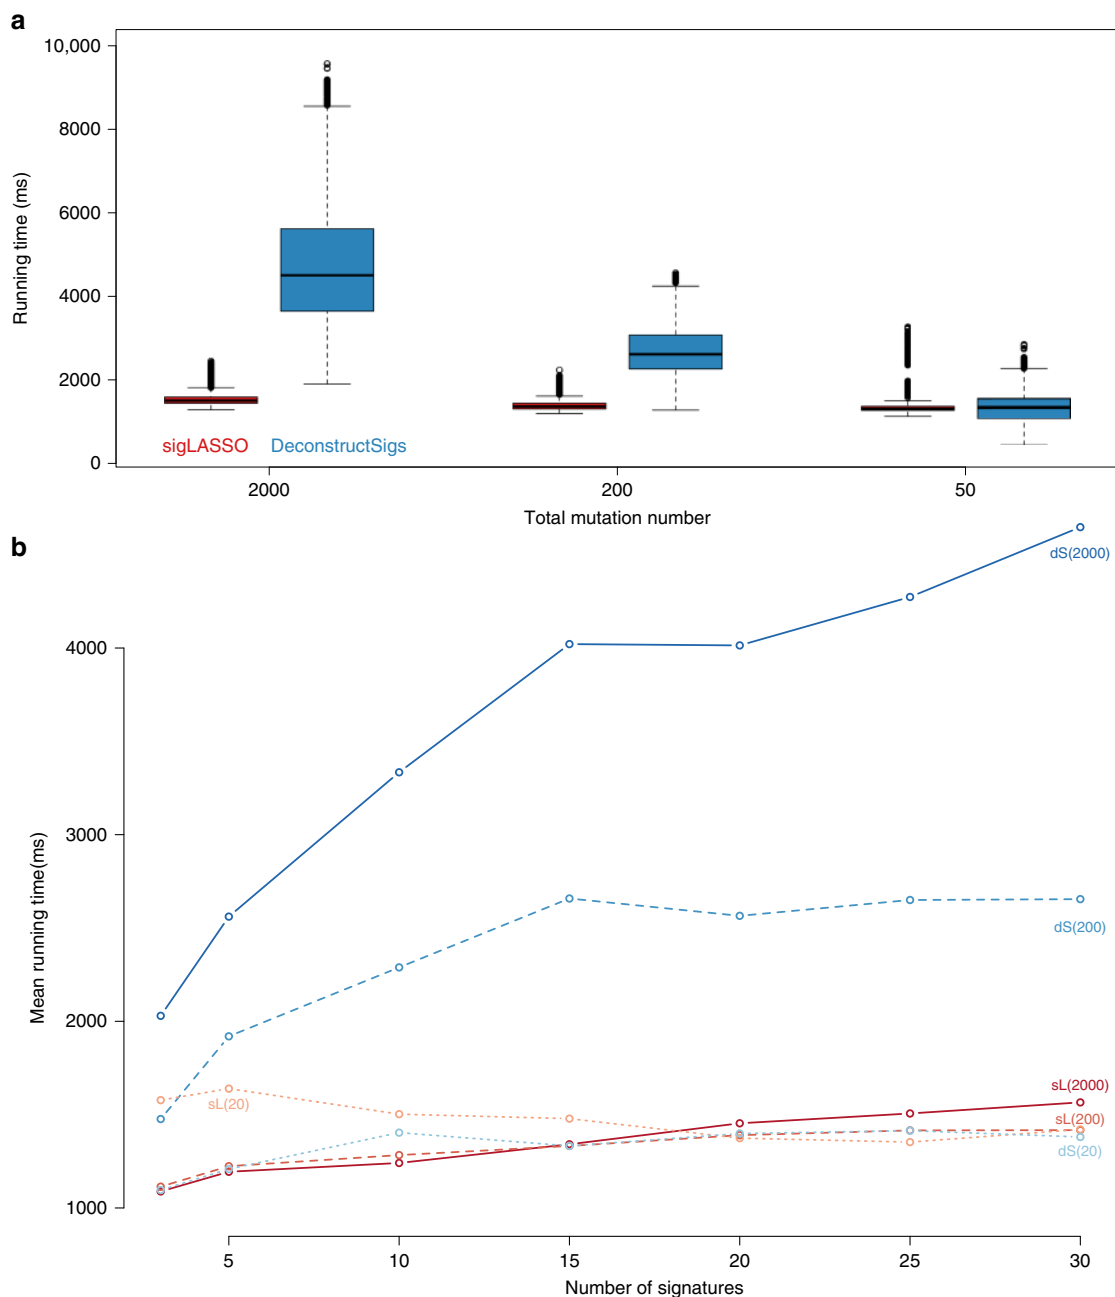 a
10,000
8000
6000
4000
2000
0
Running time (ms)
sigLASSO DeconstructSigs
2000 200 50
Total mutation number
b
4000
3000
2000
1000
Mean running time(ms)
dS(2000)
dS(200)
sL(20)
sL(2000)
sL(200)
dS(20)
5 10 15 20 25 30
Number of signatures